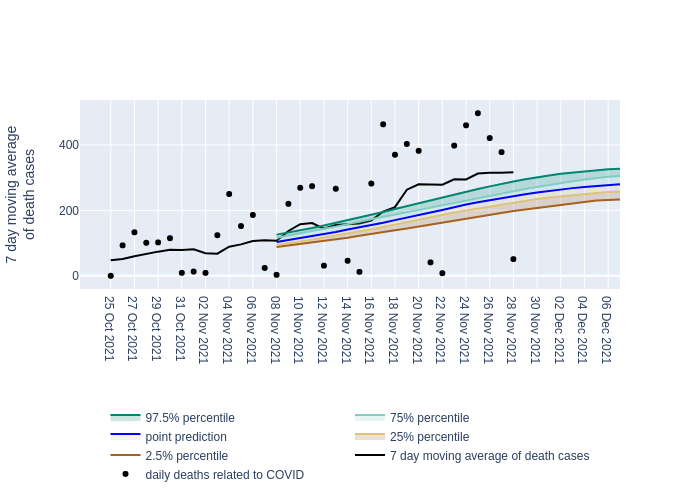 7 day moving average
of death cases
400
200
0
25 Oct 2021
27 Oct 2021
29 Oct 2021
31 Oct 2021
02 Nov 2021
04 Nov 2021
06 Nov 2021
08 Nov 2021
10 Nov 2021
12 Nov 2021
14 Nov 2021
16 Nov 2021
18 Nov 2021
20 Nov 2021
22 Nov 2021
24 Nov 2021
26 Nov 2021
28 Nov 2021
30 Nov 2021
02 Dec 2021
04 Dec 2021
06 Dec 2021
97.5% percentile
75% percentile
point prediction
25% percentile
2.5% percentile
7 day moving average of death cases
daily deaths related to COVID